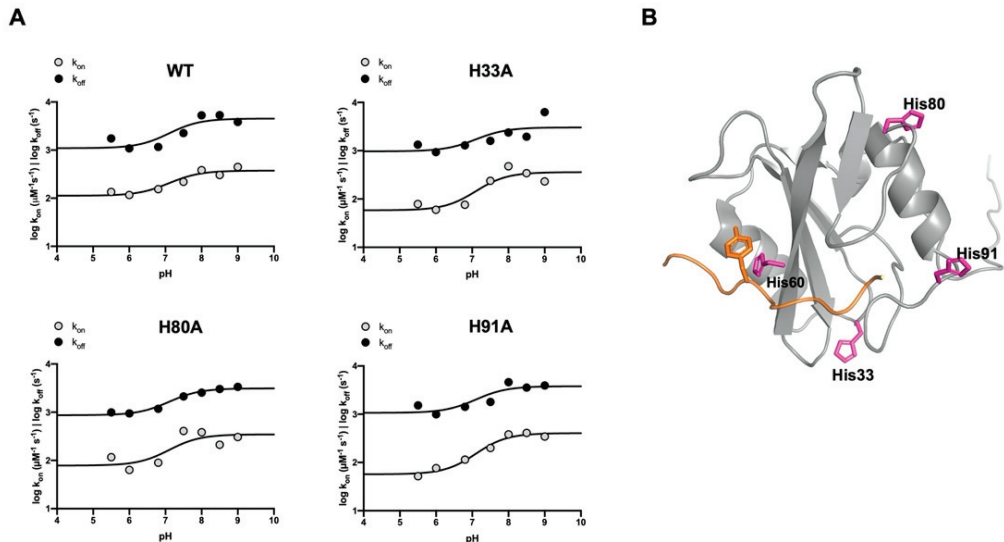 A
B
k_on
k_off
WT
log k_on (µM⁻¹ s⁻¹) | log k_off (s⁻¹)
4
3
2
1
4 5 6 7 8 9 10
pH
k_on
k_off
H33A
log k_on (µM⁻¹ s⁻¹) | log k_off (s⁻¹)
4
3
2
1
4 5 6 7 8 9 10
pH
k_on
k_off
H80A
log k_on (µM⁻¹ s⁻¹) | log k_off (s⁻¹)
4
3
2
1
4 5 6 7 8 9 10
pH
k_on
k_off
H91A
log k_on (µM⁻¹ s⁻¹) | log k_off (s⁻¹)
4
3
2
1
4 5 6 7 8 9 10
pH
His80
His91
His60
His33